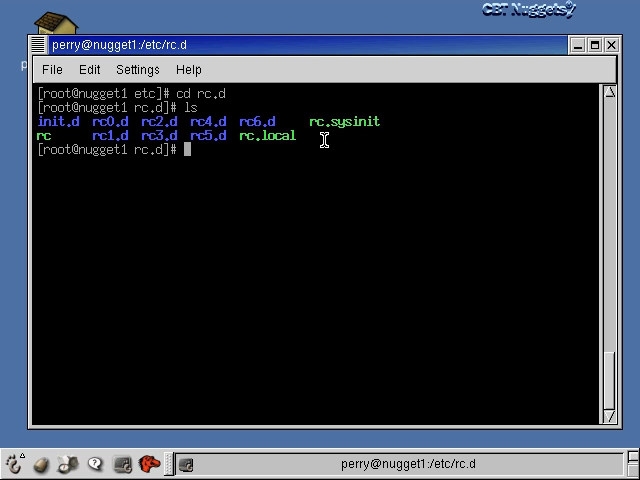 CBT Nuggets
perry@nugget1:/etc/rc.d
File Edit Settings Help
[root@nugget1 etc]# cd rc.d
[root@nugget1 rc.d]# ls
init.d rc0.d rc2.d rc4.d rc6.d rc.sysinit
rc rc1.d rc3.d rc5.d rc.local
[root@nugget1 rc.d]#
perry@nugget1:/etc/rc.d